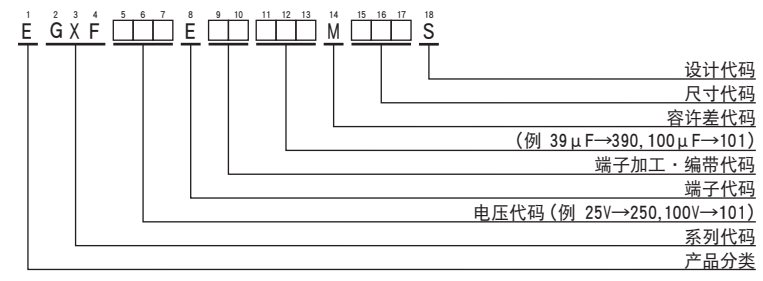 1 2 3 4 5 6 7 8 9 10 11 12 13 14 15 16 17 18
E GXF □□□ E □□ □□□ M □□□ S
设计代码
尺寸代码
容许差代码
(例 39μF→390,100μF→101)
端子加工・编带代码
端子代码
电压代码(例 25V→250,100V→101)
系列代码
产品分类